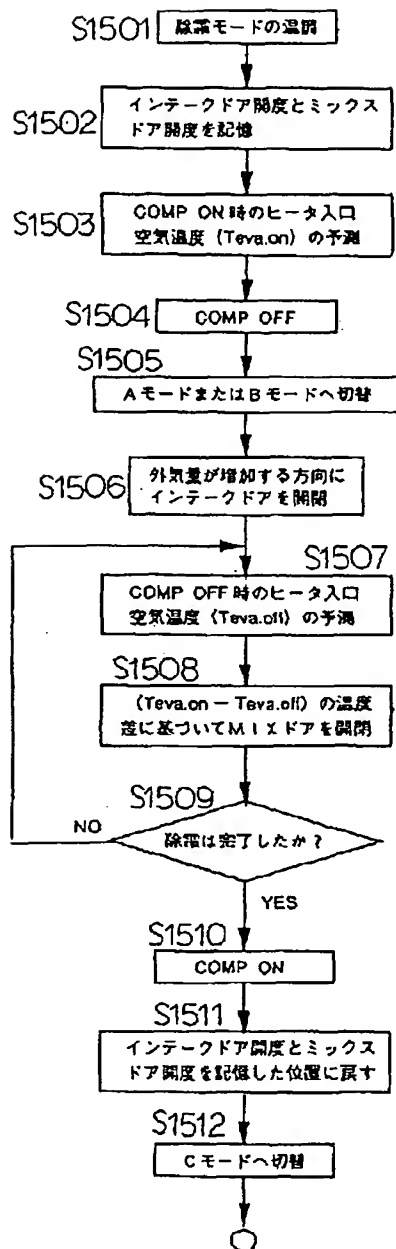 S1501
除霜モードの温調
S1502
インテークドア開度とミックス
ドア開度を記憶
S1503
COMP ON 時のヒータ入口
空気温度 (Teva.on) の予測
S1504
COMP OFF
S1505
AモードまたはBモードへ切替
S1506
外気量が増加する方向に
インテークドアを開閉
S1507
COMP OFF 時のヒータ入口
空気温度 (Teva.off) の予測
S1508
(Teva.on − Teva.off) の温度
差に基づいてMIXドアを開閉
S1509
除霜は完了したか?
NO
YES
S1510
COMP ON
S1511
インテークドア開度とミックス
ドア開度を記憶した位置に戻す
S1512
Cモードへ切替